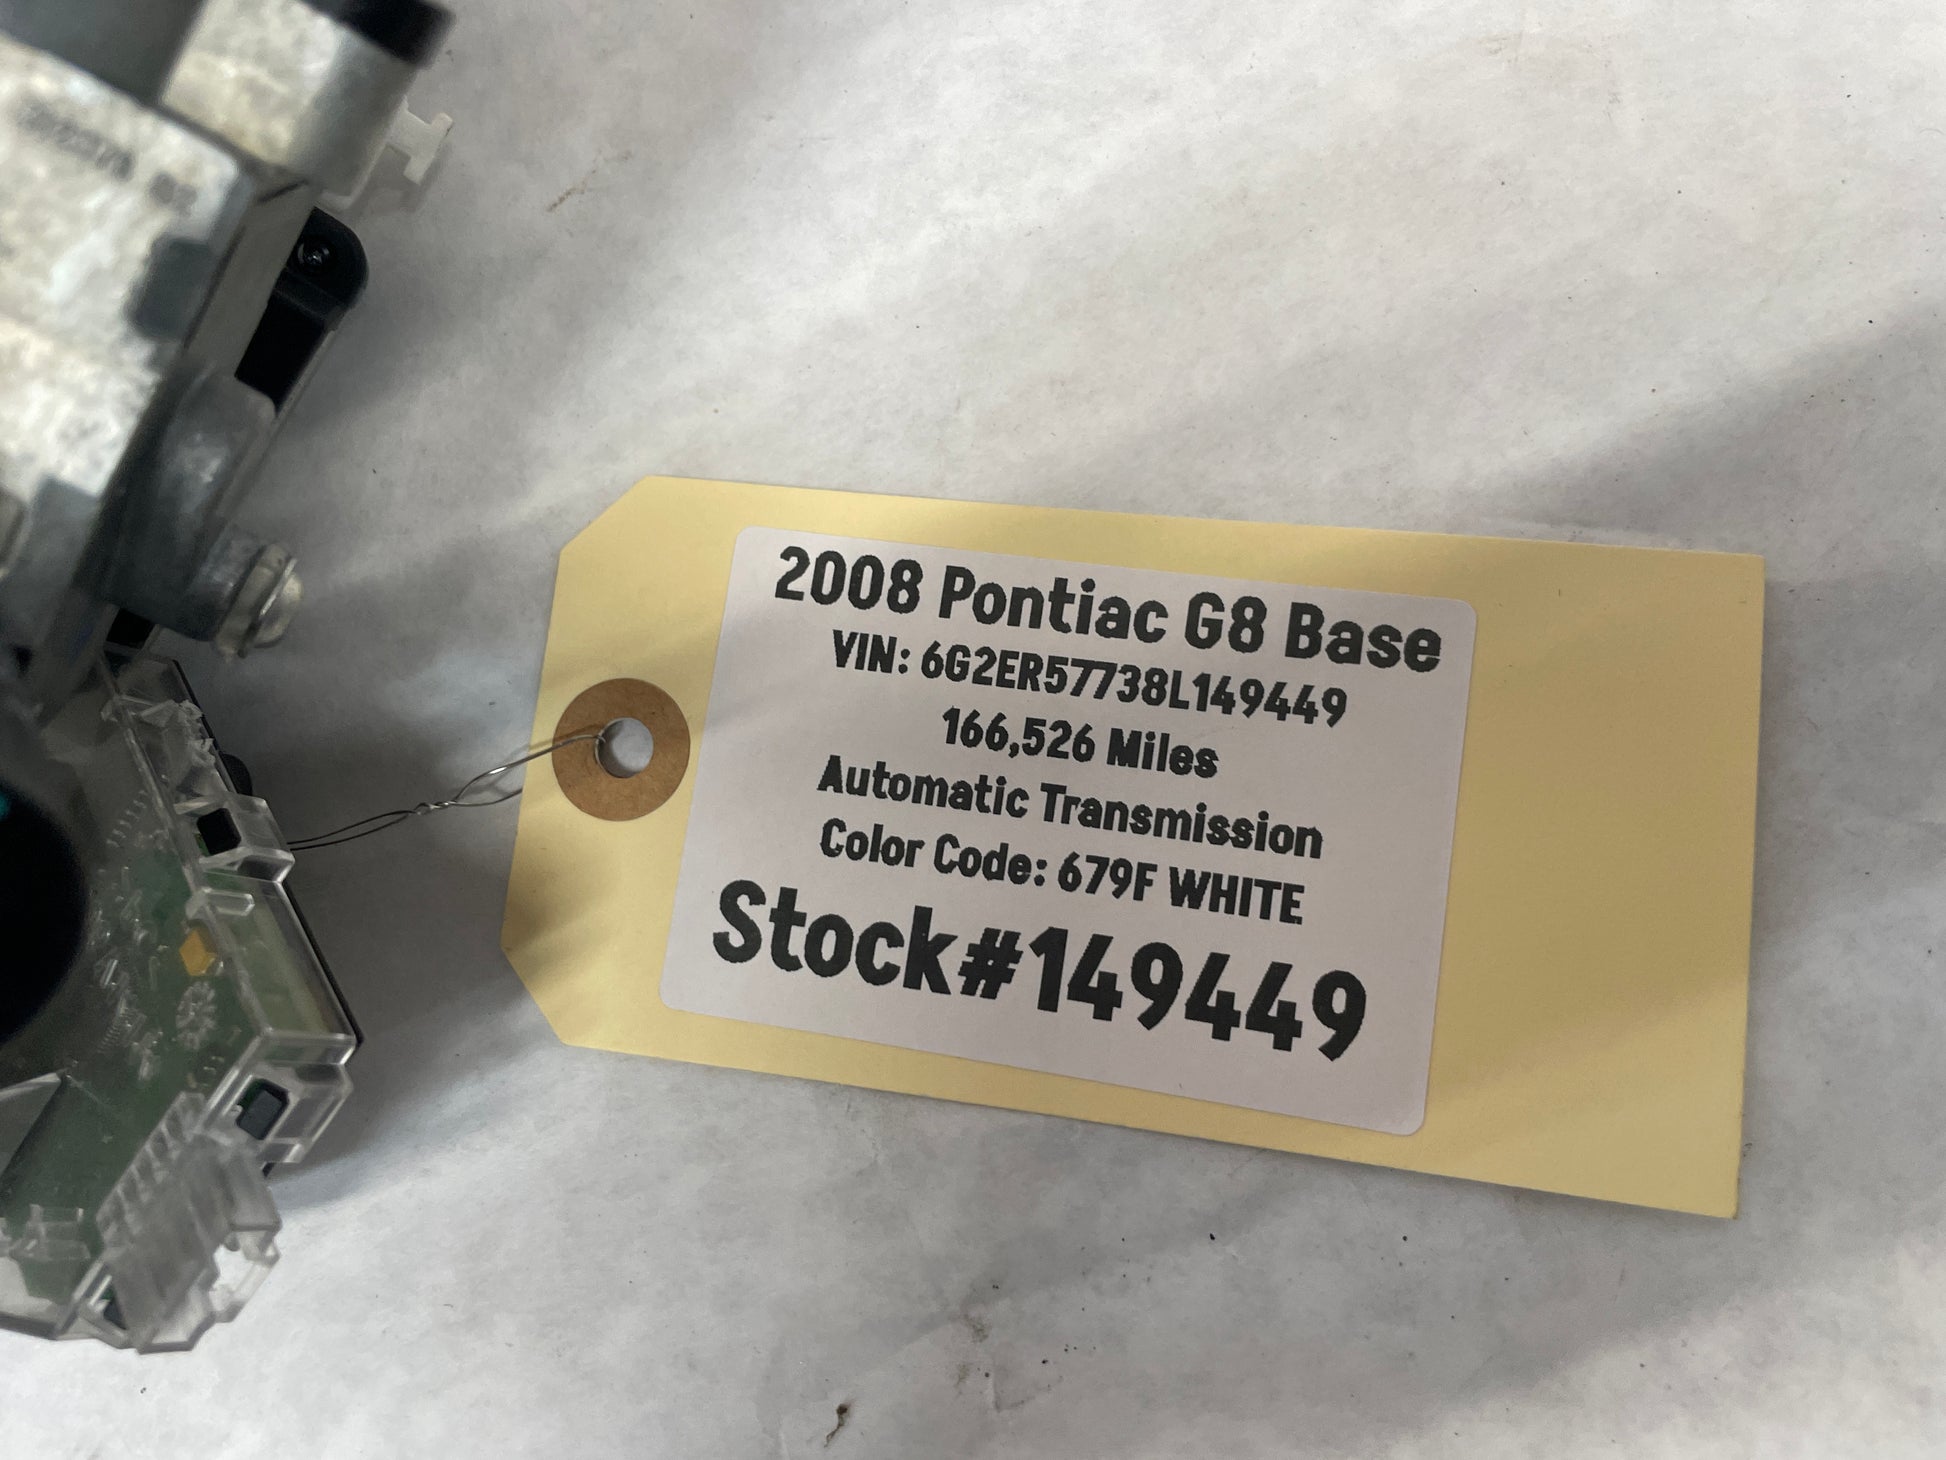 2008 Pontiac G8 Base
VIN: 6G2ER57738L149449
166,526 Miles
Automatic Transmission
Color Code: 679F WHITE
Stock#149449